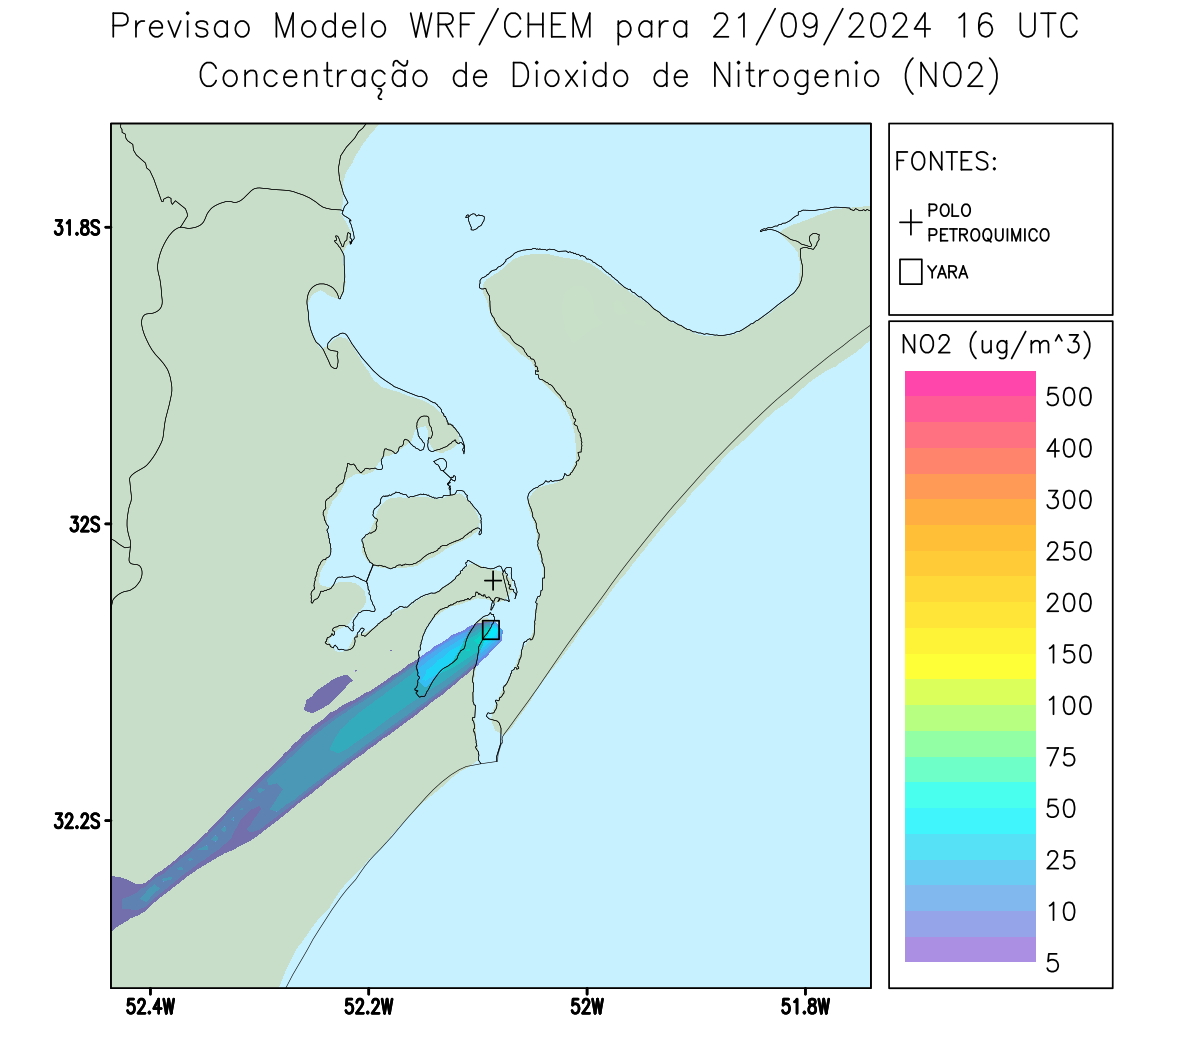 Previsao Modelo WRF/CHEM para 21/09/2024 16 UTC
Concentração de Dioxido de Nitrogenio (NO2)
FONTES:
POLO
PETROQUIMICO
YARA
31.8S
32S
32.2S
52.4W
52.2W
52W
51.8W
NO2 (ug/m^3)
500
400
300
250
200
150
100
75
50
25
10
5